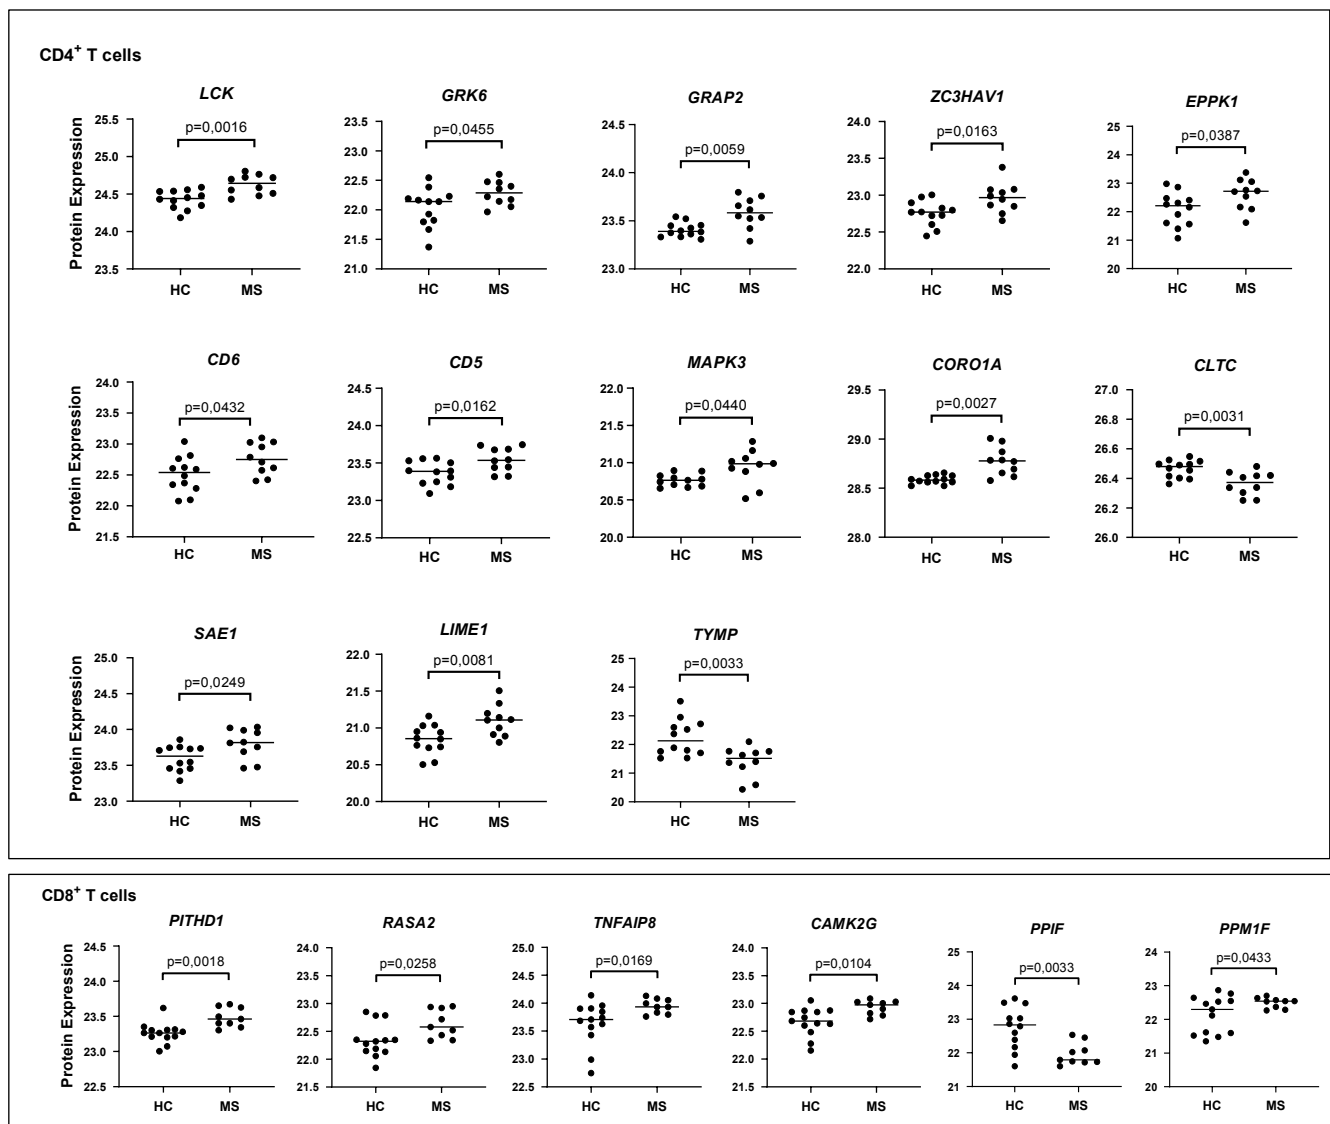 CD4+ T cells
LCK
GRK6
GRAP2
ZC3HAV1
EPPK1
Protein Expression
25.5
25.0
24.5
24.0
23.5
p=0,0016
HC MS
23.5
23.0
22.5
22.0
21.5
21.0
p=0,0455
HC MS
24.5
24.0
23.5
23.0
p=0,0059
HC MS
24.0
23.5
23.0
22.5
22.0
p=0,0163
HC MS
25
24
23
22
21
20
p=0,0387
HC MS
CD6
CD5
MAPK3
CORO1A
CLTC
Protein Expression
24.0
23.5
23.0
22.5
22.0
21.5
p=0,0432
HC MS
24.5
24.0
23.5
23.0
22.5
p=0,0162
HC MS
22.0
21.5
21.0
20.5
20.0
p=0,0440
HC MS
29.5
29.0
28.5
28.0
p=0,0027
HC MS
27.0
26.8
26.6
26.4
26.2
26.0
p=0,0031
HC MS
SAE1
LIME1
TYMP
Protein Expression
25.0
24.5
24.0
23.5
23.0
p=0,0249
HC MS
22.0
21.5
21.0
20.5
20.0
p=0,0081
HC MS
25
24
23
22
21
20
p=0,0033
HC MS
CD8+ T cells
PITHD1
RASA2
TNFAIP8
CAMK2G
PPIF
PPM1F
Protein Expression
24.5
24.0
23.5
23.0
22.5
p=0,0018
HC MS
24.0
23.5
23.0
22.5
22.0
21.5
p=0,0258
HC MS
25.0
24.5
24.0
23.5
23.0
22.5
p=0,0169
HC MS
24.0
23.5
23.0
22.5
22.0
21.5
p=0,0104
HC MS
25
24
23
22
21
p=0,0033
HC MS
24
23
22
21
20
p=0,0433
HC MS